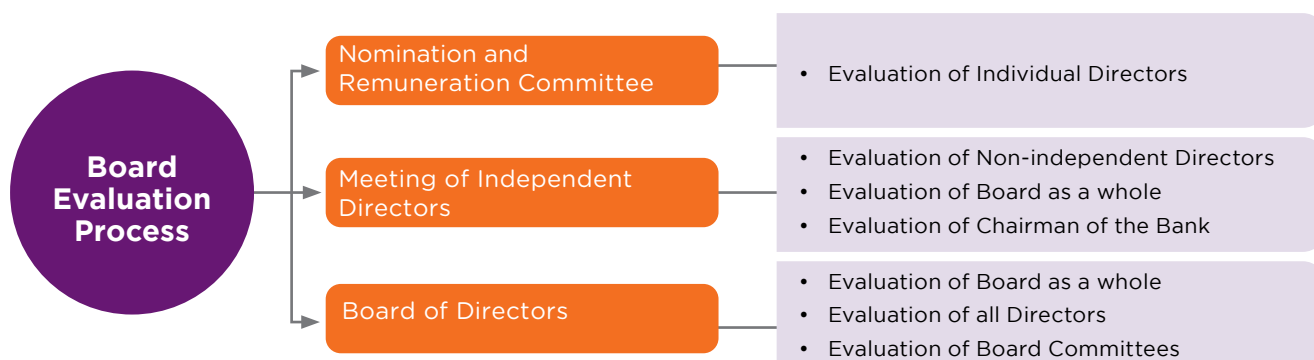 Board
Evaluation
Process
Nomination and
Remuneration Committee
• Evaluation of Individual Directors
Meeting of Independent
Directors
• Evaluation of Non-independent Directors
• Evaluation of Board as a whole
• Evaluation of Chairman of the Bank
Board of Directors
• Evaluation of Board as a whole
• Evaluation of all Directors
• Evaluation of Board Committees